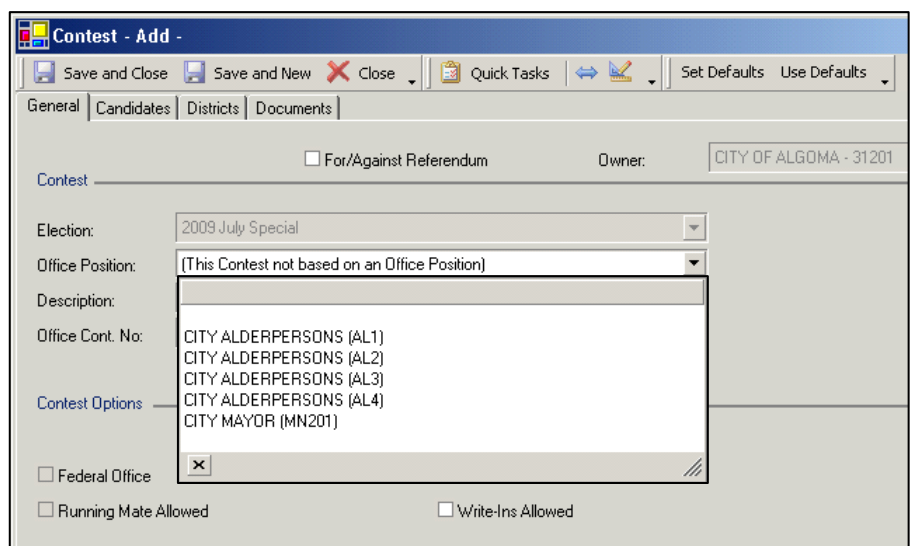 Contest - Add -
Save and Close Save and New Close Quick Tasks Set Defaults Use Defaults
General Candidates Districts Documents
For/Against Referendum Owner: CITY OF ALGOMA - 31201
Contest
Election: 2009 July Special
Office Position: (This Contest not based on an Office Position)
Description:
Office Cont. No: CITY ALDERPERSONS (AL1)
CITY ALDERPERSONS (AL2)
CITY ALDERPERSONS (AL3)
Contest Options CITY ALDERPERSONS (AL4)
CITY MAYOR (MN201)
Federal Office
Running Mate Allowed Write-Ins Allowed